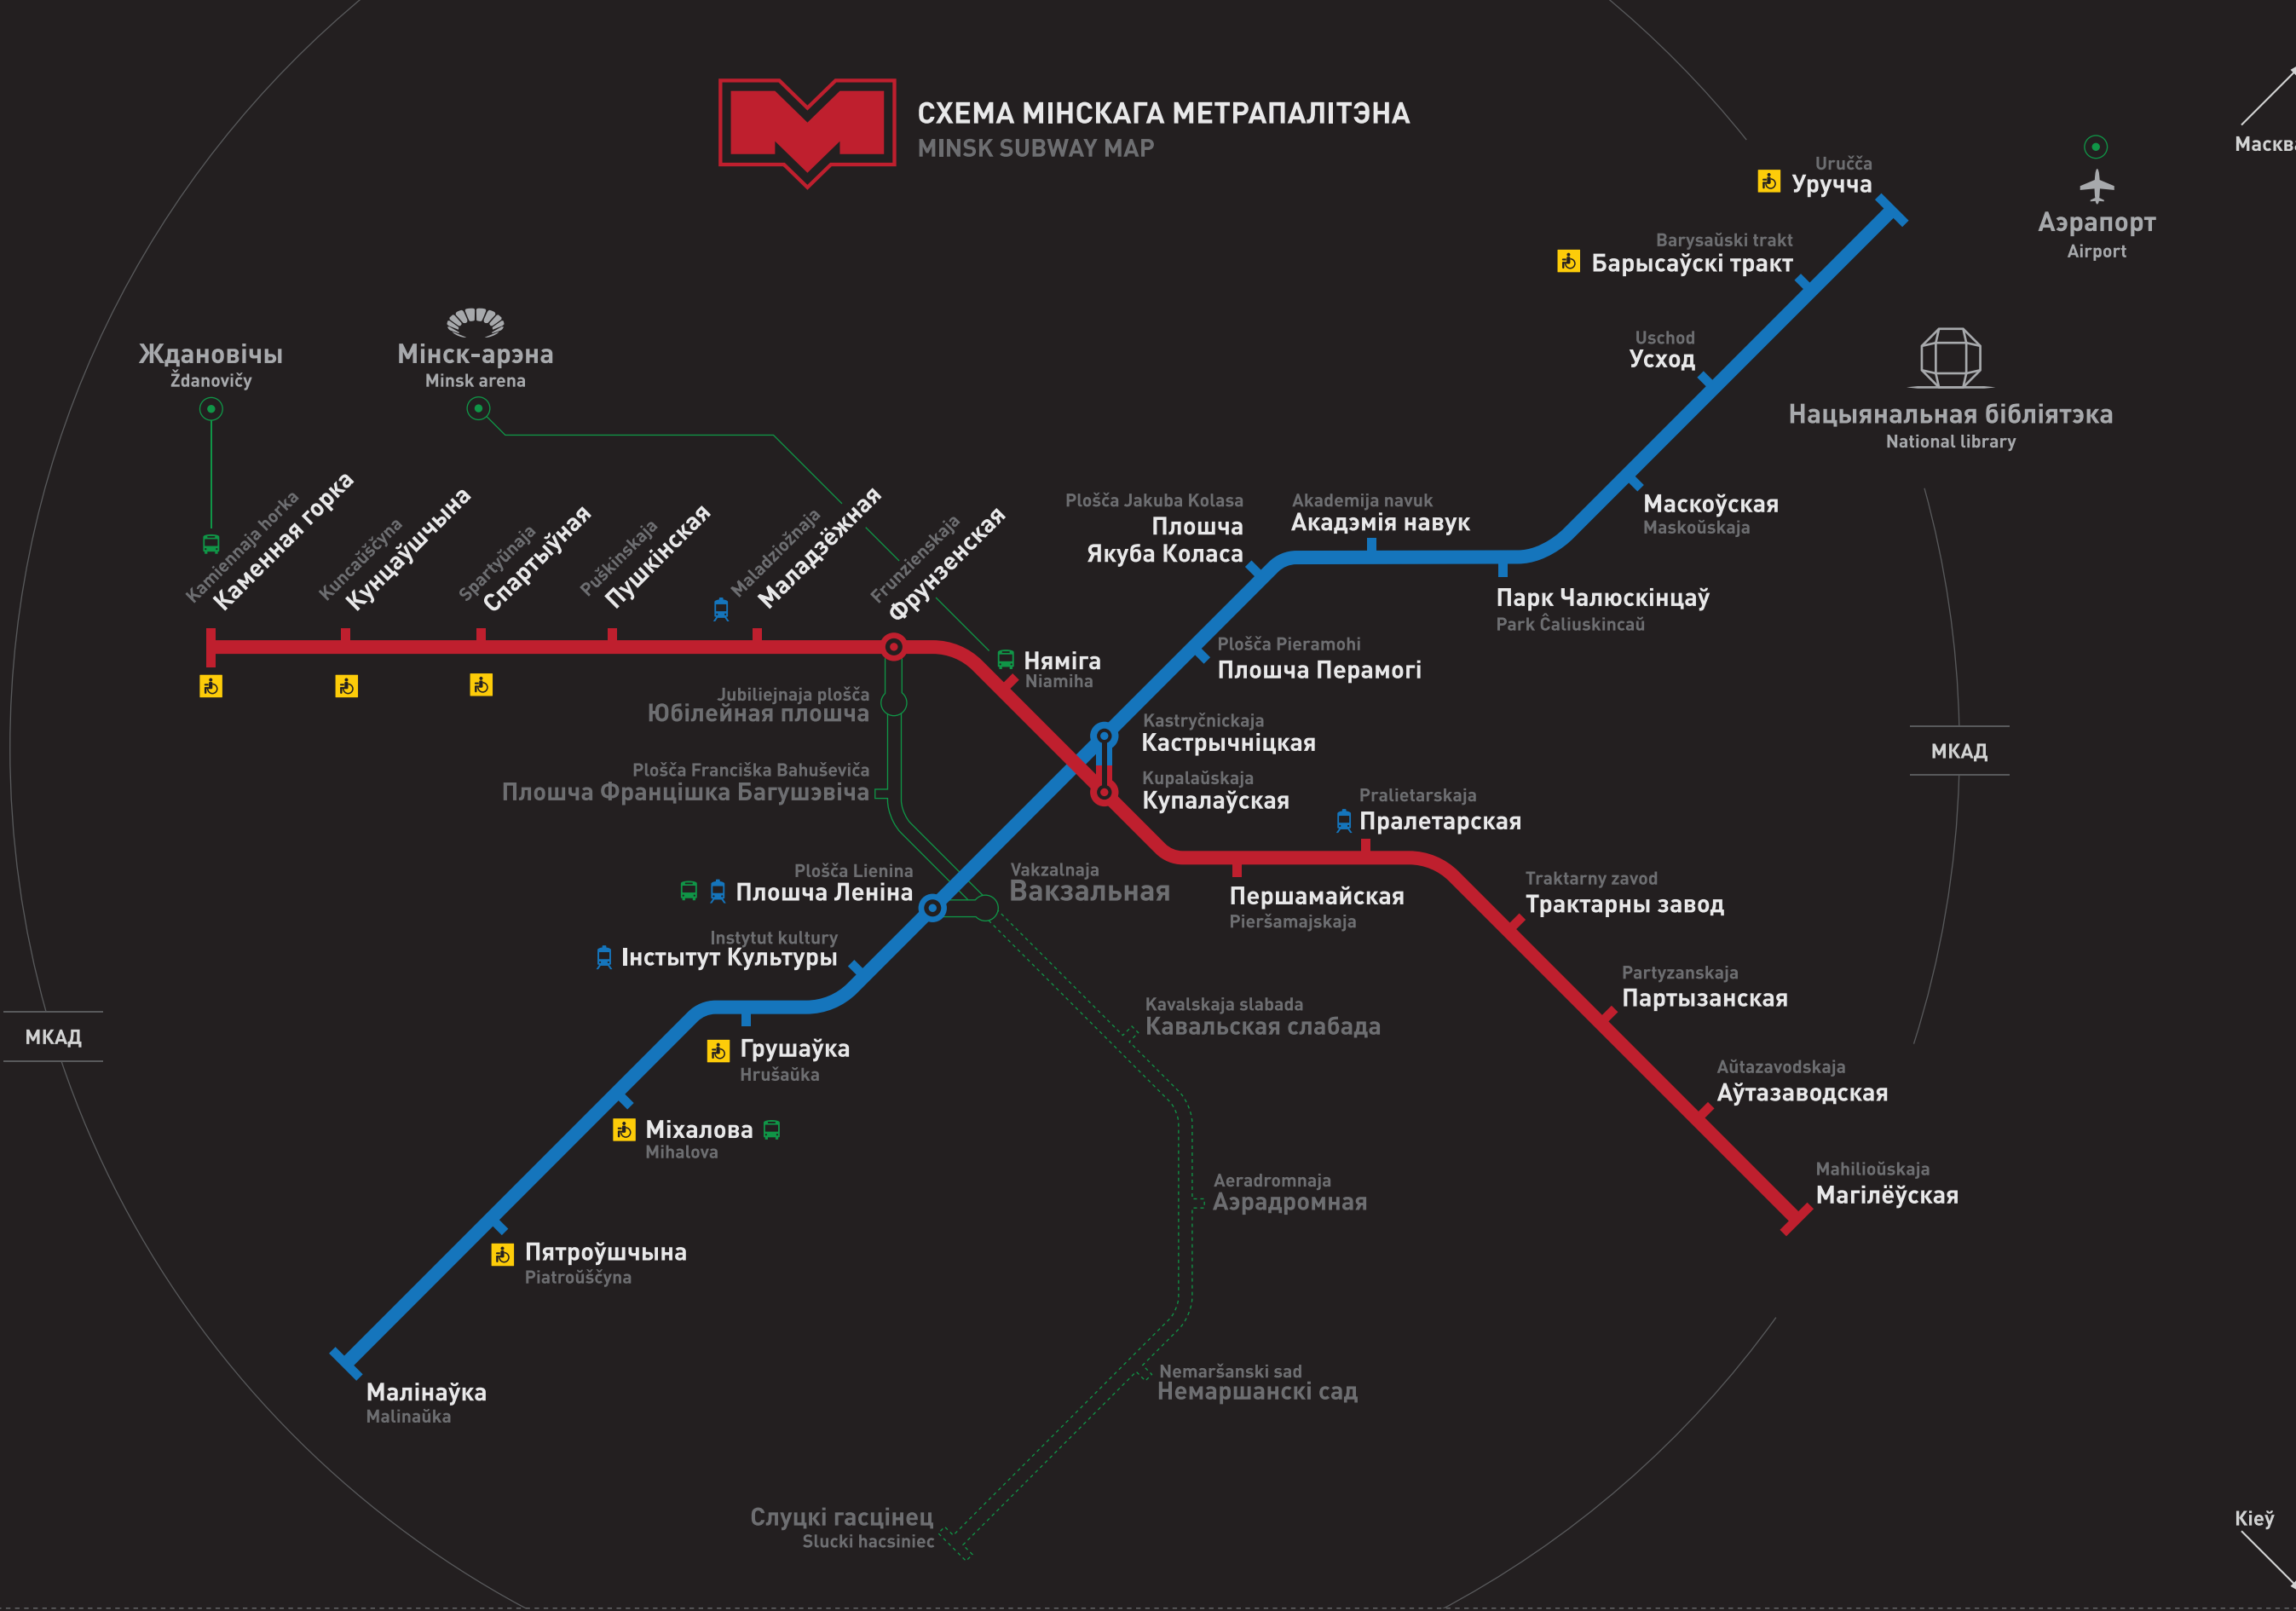 СХЕМА МІНСКАГА МЕТРАПАЛІТЭНА
MINSK SUBWAY MAP
Uručča
Уручча
Barysaŭski trakt
Барысаўскі тракт
Uschod
Усход
Аэрапорт
Airport
Нацыянальная бібліятэка
National library
Ждановічы
Ždanovičy
Мінск-арэна
Minsk arena
Kamiennaja horka
Каменная горка
Kuncaŭščyna
Кунцаўшчына
Spartyŭnaja
Спартыўная
Puškinskaja
Пушкінская
Maladziožnaja
Маладзёжная
Frunzienskaja
Фрунзенская
Plošča Jakuba Kolasa
Плошча
Якуба Коласа
Akademija navuk
Акадэмія навук
Маскоўская
Maskoŭskaja
Парк Чалюскінцаў
Park Ĉaliuskincaŭ
Plošča Pieramohi
Плошча Перамогі
Няміга
Niamiha
Jubiliejnaja plošča
Юбілейная плошча
Kastryčnickaja
Кастрычніцкая
Kupalaŭskaja
Купалаўская
МКАД
Plošča Franciška Bahuševiča
Плошча Францішка Багушэвіча
Pralietarskaja
Пралетарская
Plošča Lienina
Плошча Леніна
Vakzalnaja
Вакзальная
Першамайская
Pieršamajskaja
Traktarny zavod
Трактарны завод
Instytut kultury
Інстытут Культуры
Partyzanskaja
Партызанская
Kavalskaja slabada
Кавальская слабада
МКАД
Грушаўка
Hrušaŭka
Aŭtazavodskaja
Аўтазаводская
Міхалова
Mihalova
Mahilioŭskaja
Магілёўская
Aeradromnaja
Аэрадромная
Пятроўшчына
Piatroŭščyna
Nemaršanski sad
Немаршанскі сад
Малінаўка
Malinaŭka
Слуцкі гасцінец
Slucki hacsiniec
Кіеў